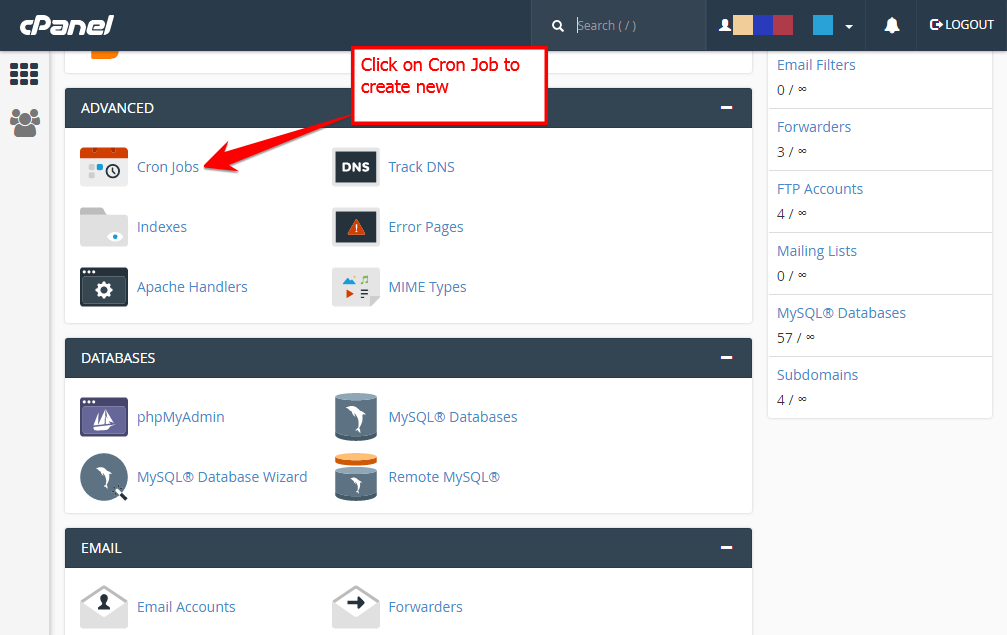 cPanel
Search ( / )
LOGOUT
Click on Cron Job to
create new
ADVANCED
Cron Jobs
DNS
Track DNS
Indexes
Error Pages
Apache Handlers
MIME Types
DATABASES
phpMyAdmin
MySQL® Databases
MySQL® Database Wizard
Remote MySQL®
EMAIL
Email Accounts
Forwarders
Email Filters
0 / ∞
Forwarders
3 / ∞
FTP Accounts
4 / ∞
Mailing Lists
0 / ∞
MySQL® Databases
57 / ∞
Subdomains
4 / ∞